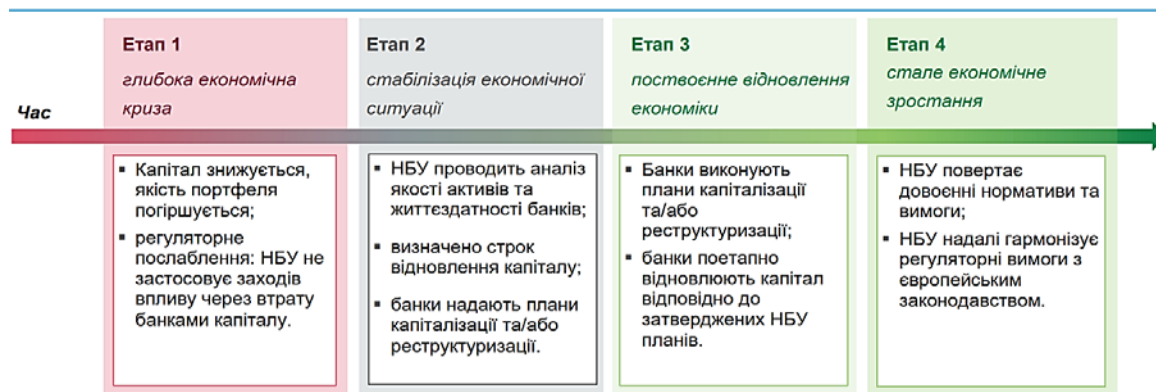 Час
Етап 1
глибока економічна
криза
▪ Капітал знижується,
якість портфеля
погіршується;
▪ регуляторне
послаблення: НБУ не
застосовує заходів
впливу через втрату
банками капіталу.
Етап 2
стабілізація економічної
ситуації
▪ НБУ проводить аналіз
якості активів та
життєздатності банків;
▪ визначено строк
відновлення капіталу;
▪ банки надають плани
капіталізації та/або
реструктуризації.
Етап 3
поствоєнне відновлення
економіки
▪ Банки виконують
плани капіталізації
та/або
реструктуризації;
▪ банки поетапно
відновлюють капітал
відповідно до
затверджених НБУ
планів.
Етап 4
стале економічне
зростання
▪ НБУ повертає
довоєнні нормативи та
вимоги;
▪ НБУ надалі гармонізує
регуляторні вимоги з
європейським
законодавством.